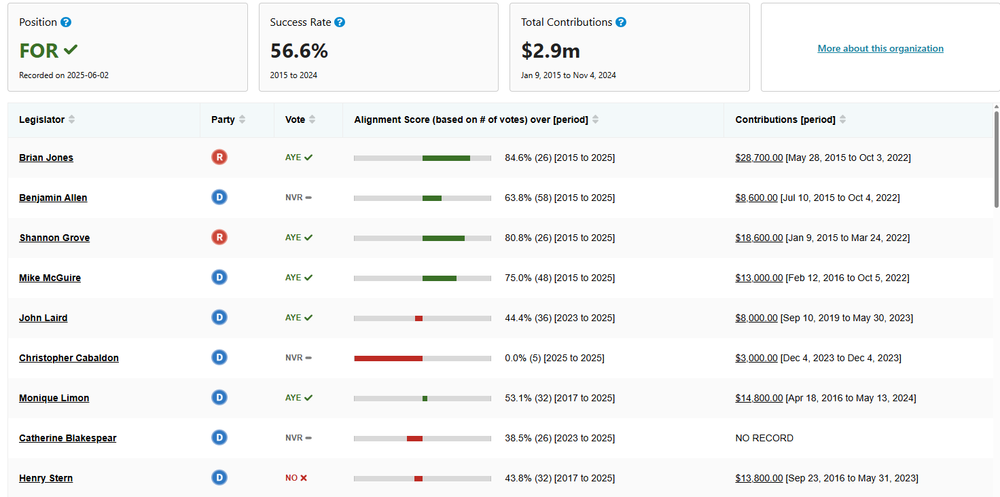 Position ?
Success Rate ?
Total Contributions ?
FOR
56.6%
$2.9m
More about this organization
Recorded on 2025-06-02
2015 to 2024
Jan 9, 2015 to Nov 4, 2024
Legislator Party Vote Alignment Score (based on # of votes) over [period] Contributions [period]
Brian Jones R AYE 84.6% (26) [2015 to 2025] $28,700.00 [May 28, 2015 to Oct 3, 2022]
Benjamin Allen D NVR 63.8% (58) [2015 to 2025] $8,600.00 [Jul 10, 2015 to Oct 4, 2022]
Shannon Grove R AYE 80.8% (26) [2015 to 2025] $18,600.00 [Jan 9, 2015 to Mar 24, 2022]
Mike McGuire D AYE 75.0% (48) [2015 to 2025] $13,000.00 [Feb 12, 2016 to Oct 5, 2022]
John Laird D AYE 44.4% (36) [2023 to 2025] $8,000.00 [Sep 10, 2019 to May 30, 2023]
Christopher Cabaldon D NVR 0.0% (5) [2025 to 2025] $3,000.00 [Dec 4, 2023 to Dec 4, 2023]
Monique Limon D AYE 53.1% (32) [2017 to 2025] $14,800.00 [Apr 18, 2016 to May 13, 2024]
Catherine Blakespear D NVR 38.5% (26) [2023 to 2025] NO RECORD
Henry Stern D NO 43.8% (32) [2017 to 2025] $13,800.00 [Sep 23, 2016 to May 31, 2023]